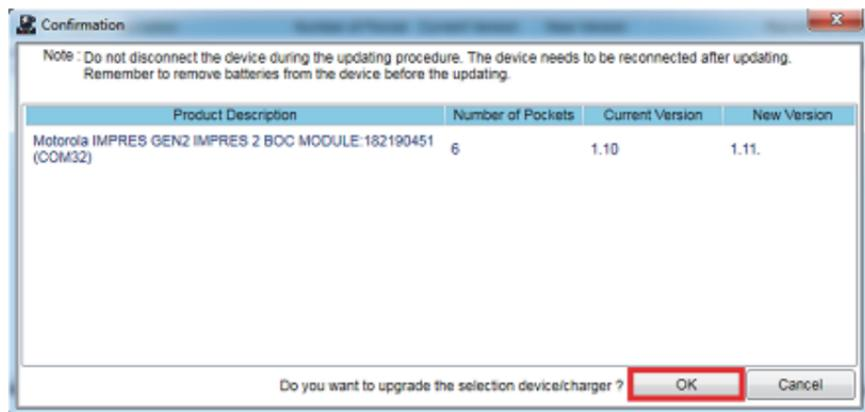 Confirmation
Note : Do not disconnect the device during the updating procedure. The device needs to be reconnected after updating.
Remember to remove batteries from the device before the updating.
Product Description Number of Pockets Current Version New Version
Motorola IMPRES GEN2 IMPRES 2 BOC MODULE:182190451 6 1.10 1.11.
(COM32)
Do you want to upgrade the selection device/charger ? OK Cancel